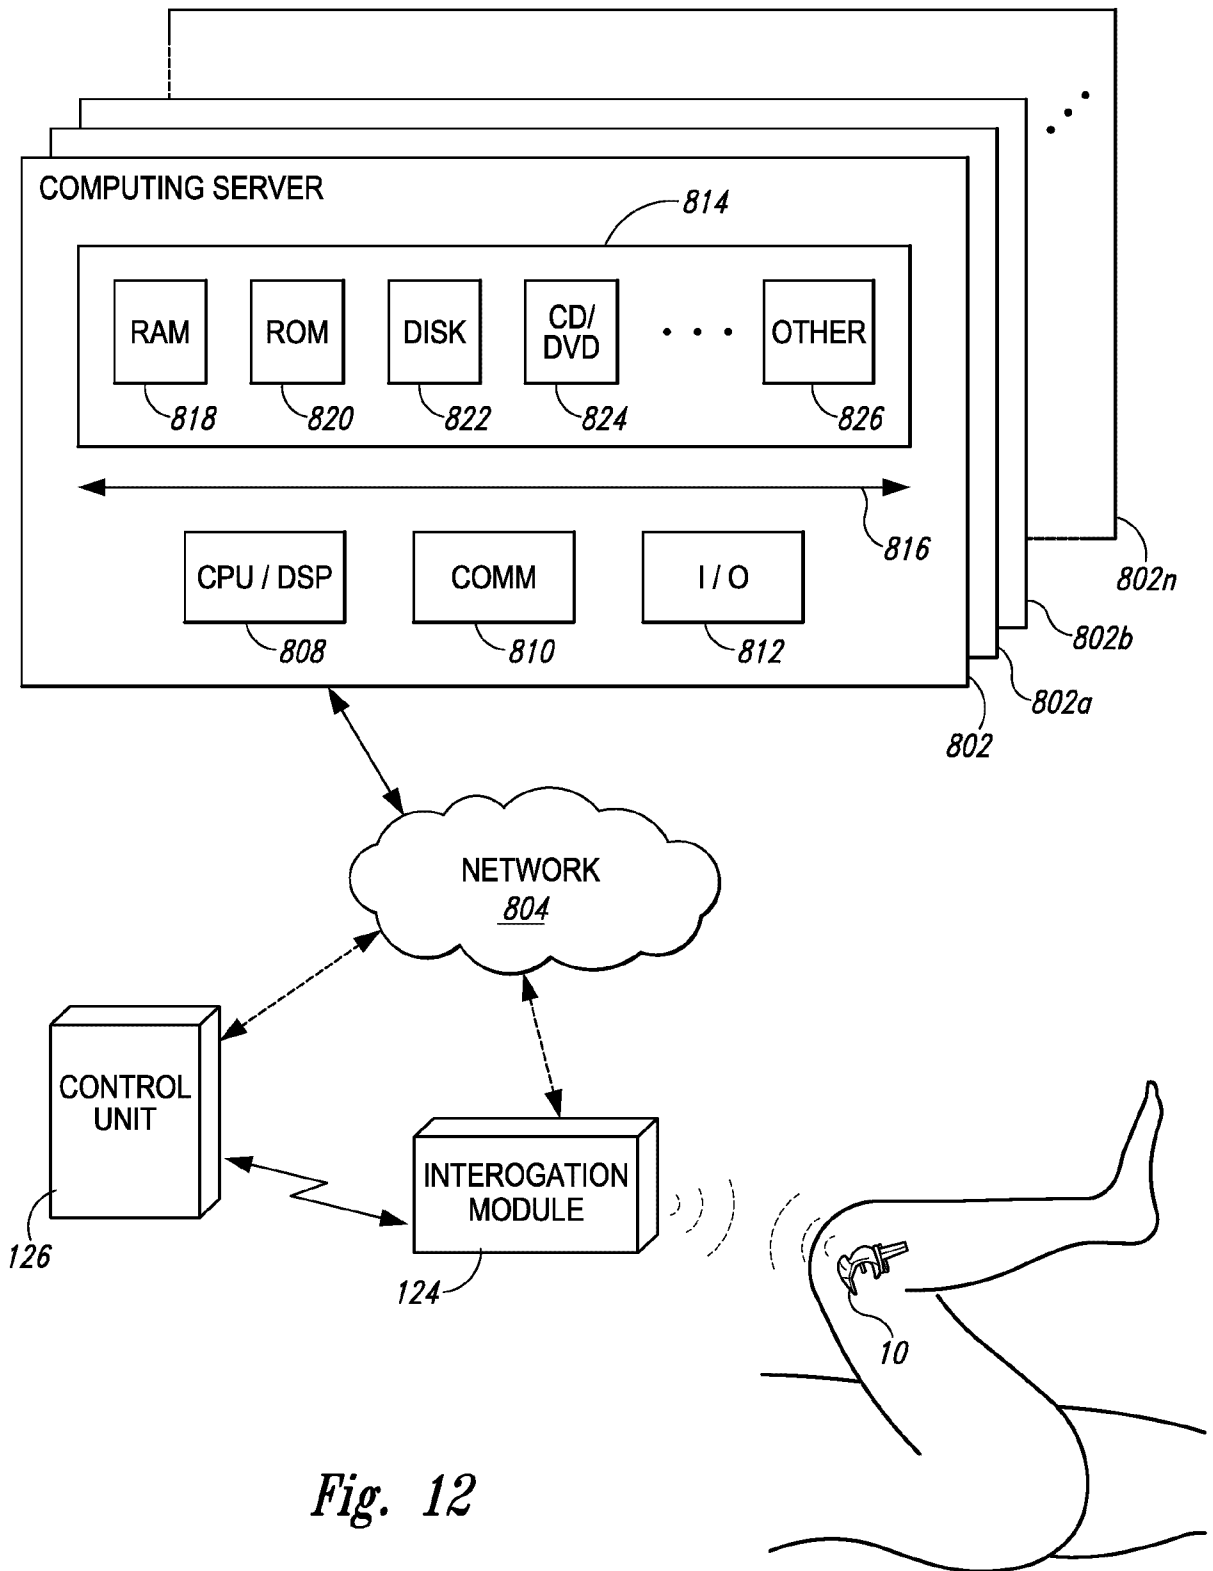 COMPUTING SERVER
814
RAM
ROM
DISK
CD/
DVD
OTHER
818
820
822
824
826
816
CPU / DSP
COMM
I / O
808
810
812
802n
802b
802a
802
NETWORK
804
CONTROL
UNIT
126
INTEROGATION
MODULE
124
10
Fig. 12